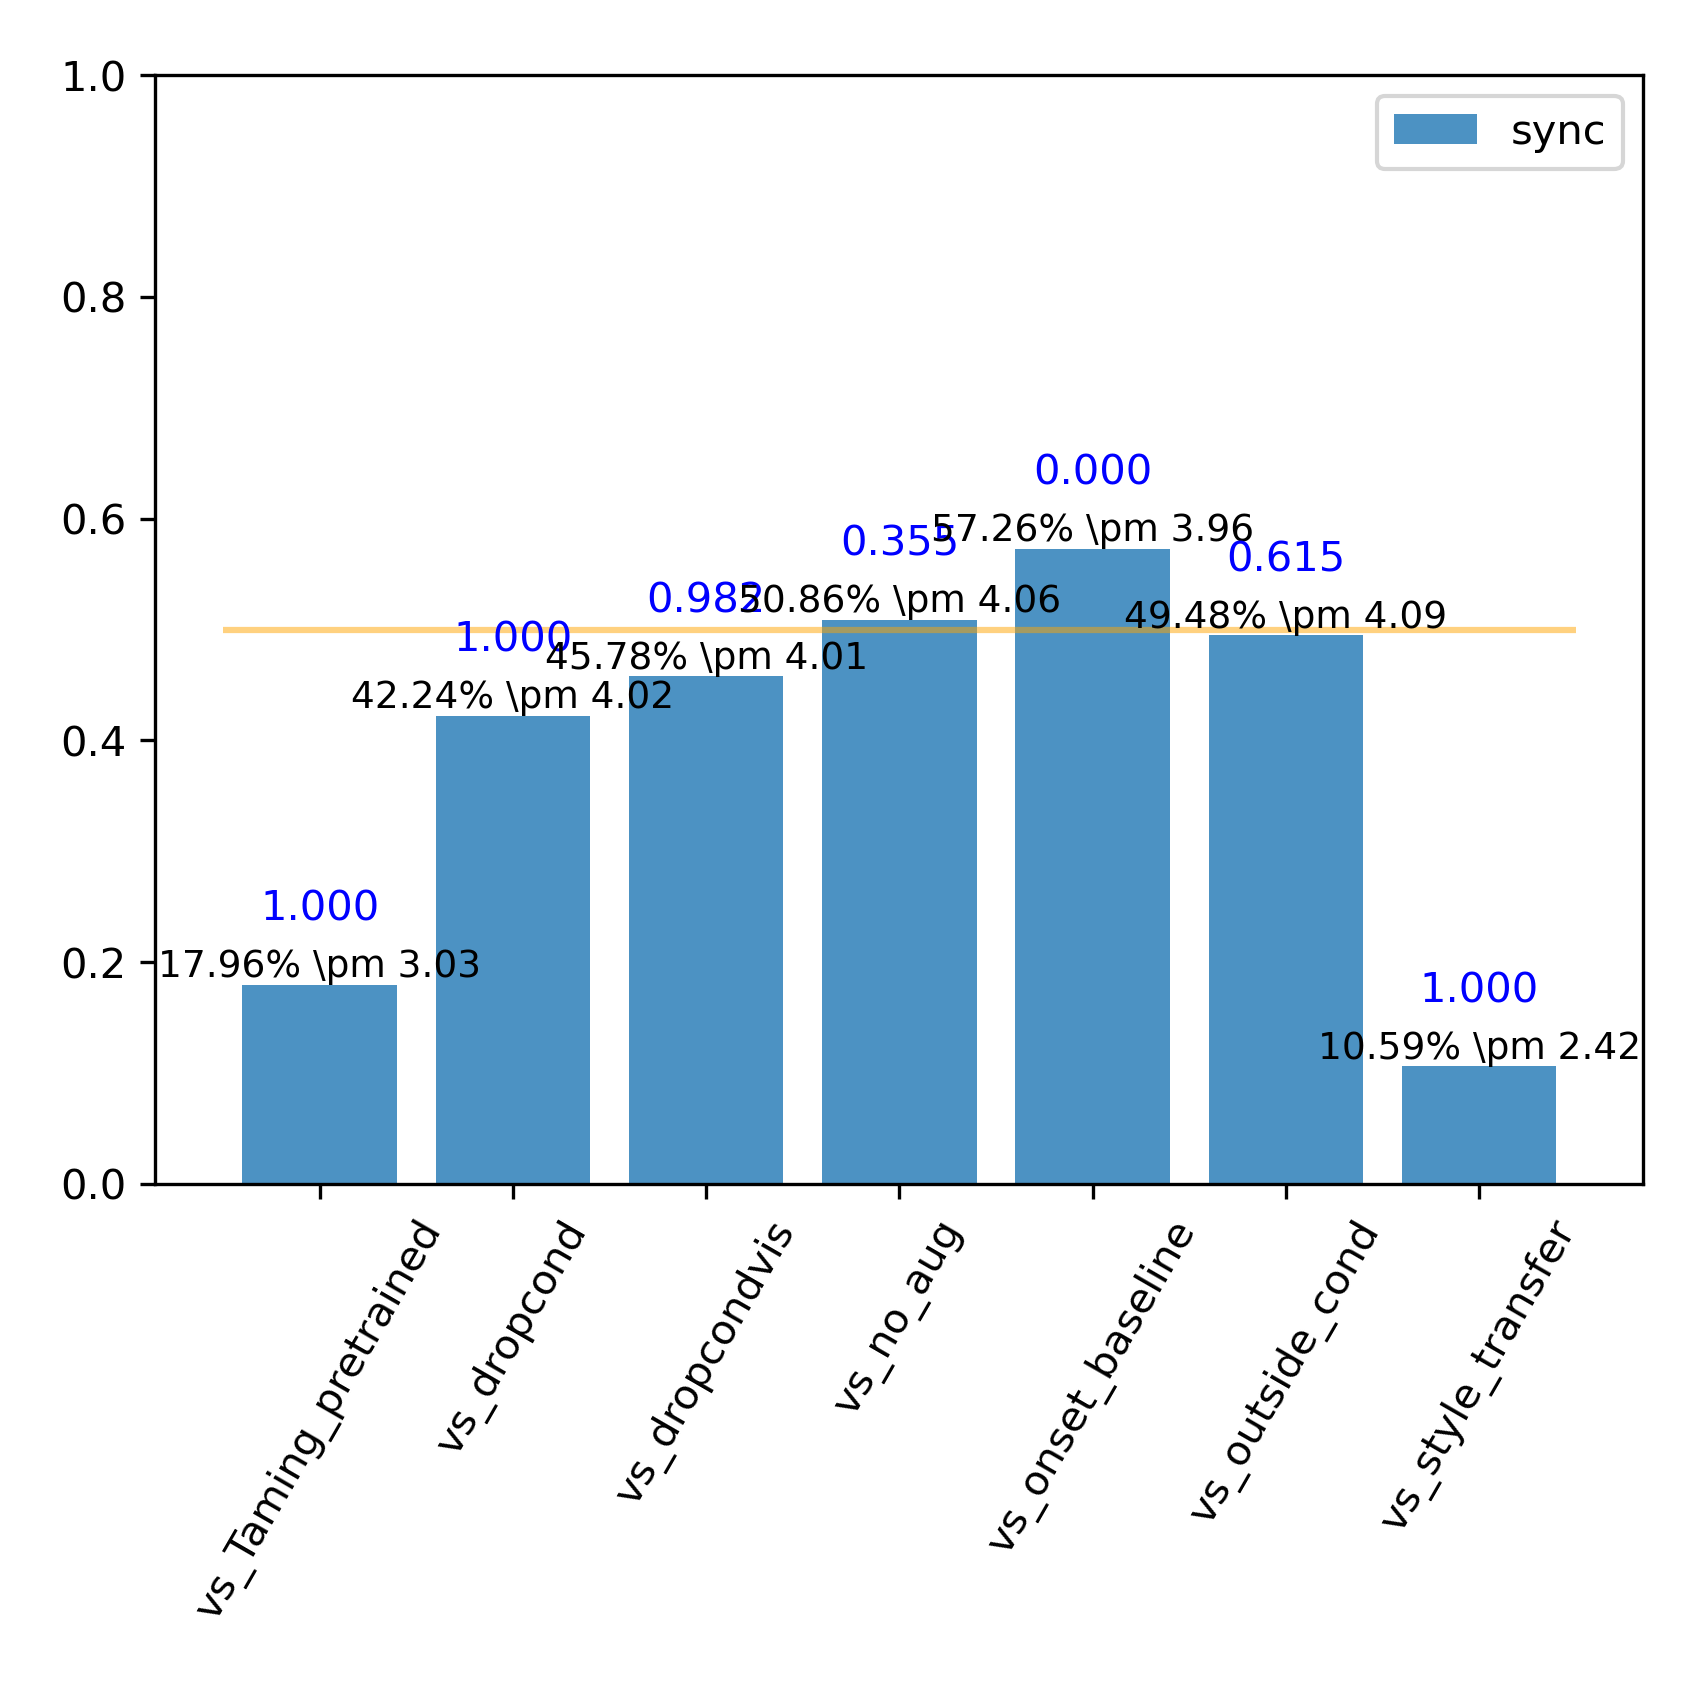 1.0
0.8
0.6
0.4
0.2
0.0
sync
1.000
17.96% \pm 3.03
1.000
42.24% \pm 4.02
0.982
45.78% \pm 4.01
0.355
50.86% \pm 4.06
0.000
57.26% \pm 3.96
0.615
49.48% \pm 4.09
1.000
10.59% \pm 2.42
vs_Taming_pretrained
vs_dropcond
vs_dropcondvis
vs_no_aug
vs_onset_baseline
vs_outside_cond
vs_style_transfer